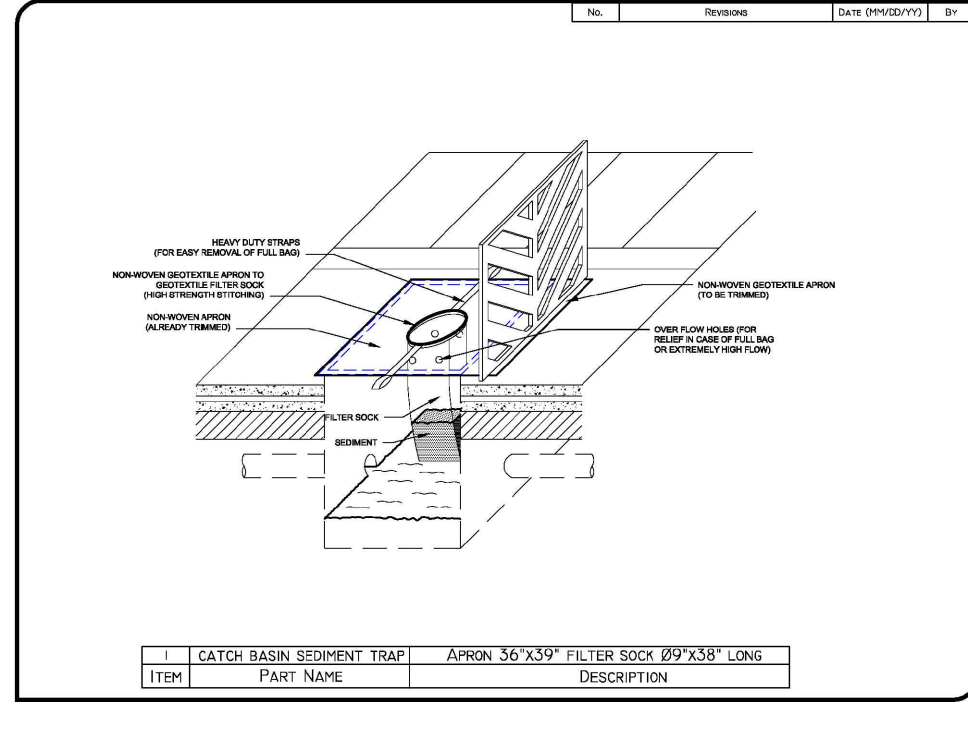 No. REVISIONS DATE (MM/DD/YY) BY
HEAVY DUTY STRAPS
(FOR EASY REMOVAL OF FULL BAG)
NON-WOVEN GEOTEXTILE APRON TO
GEOTEXTILE FILTER SOCK
(HIGH STRENGTH STITCHING)
NON-WOVEN APRON
(ALREADY TRIMMED)
NON-WOVEN GEOTEXTILE APRON
(TO BE TRIMMED)
OVER FLOW HOLES (FOR
RELIEF IN CASE OF FULL BAG
OR EXTREMELY HIGH FLOW)
FILTER SOCK
SEDIMENT
1 CATCH BASIN SEDIMENT TRAP APRON 36"X39" FILTER SOCK Ø9"X38" LONG
ITEM PART NAME DESCRIPTION